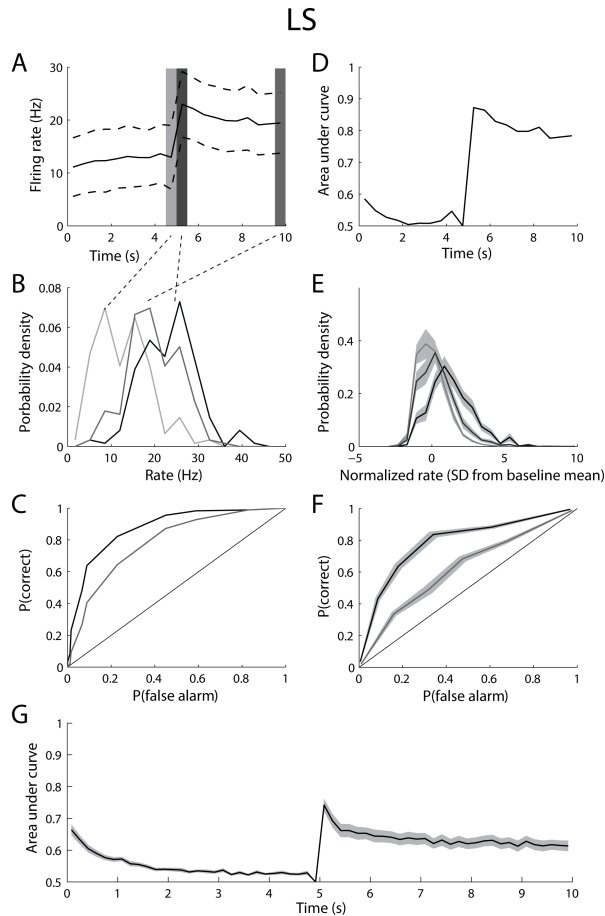 LS
A
FIring rate (Hz)
30
20
10
0
0 2 4 6 8 10
Time (s)
D
Area under curve
1
0.9
0.8
0.7
0.6
0.5
0 2 4 6 8 10
Time (s)
B
Porbability density
0.08
0.06
0.04
0.02
0
0 10 20 30 40 50
Rate (Hz)
E
Probability density
0.4
0.2
0
−5 0 5 10
Normalized rate (SD from baseline mean)
C
P(correct)
1
0.8
0.6
0.4
0.2
0
0 0.2 0.4 0.6 0.8 1
P(false alarm)
F
P(correct)
1
0.8
0.6
0.4
0.2
0
0 0.2 0.4 0.6 0.8 1
P(false alarm)
G
Area under curve
1
0.9
0.8
0.7
0.6
0.5
0 1 2 3 4 5 6 7 8 9 10
Time (s)